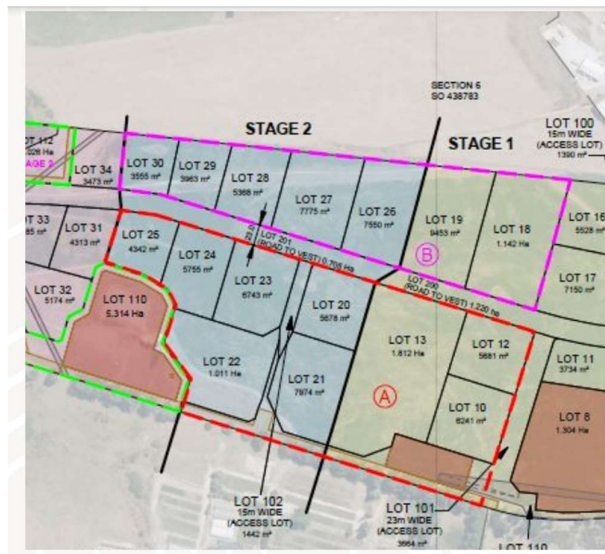 SECTION 6
SO 438783
STAGE 2
STAGE 1
LOT 100
15m WIDE
(ACCESS LOT)
1390 m²
LOT 34
3473 m²
LOT 30
3555 m²
LOT 29
3963 m²
LOT 28
5368 m²
LOT 27
7775 m²
LOT 26
7550 m²
LOT 19
9453 m²
LOT 18
1.142 Ha
LOT 16
5528 m²
LOT 17
7150 m²
LOT 31
4313 m²
LOT 32
5174 m²
LOT 25
4342 m²
LOT 24
5755 m²
LOT 23
6743 m²
LOT 201
(ROAD TO VEST) 0.705 Ha
B
LOT 200
(ROAD TO VEST) 1.220 ha
LOT 110
5.314 Ha
LOT 20
5678 m²
LOT 13
1.812 Ha
LOT 12
5681 m²
LOT 11
3734 m²
LOT 22
1.011 Ha
LOT 21
7974 m²
A
LOT 10
6241 m²
LOT 8
1.304 Ha
LOT 102
15m WIDE
(ACCESS LOT)
1442 m²
LOT 101
23m WIDE
(ACCESS LOT)
3664 m²
LOT 110